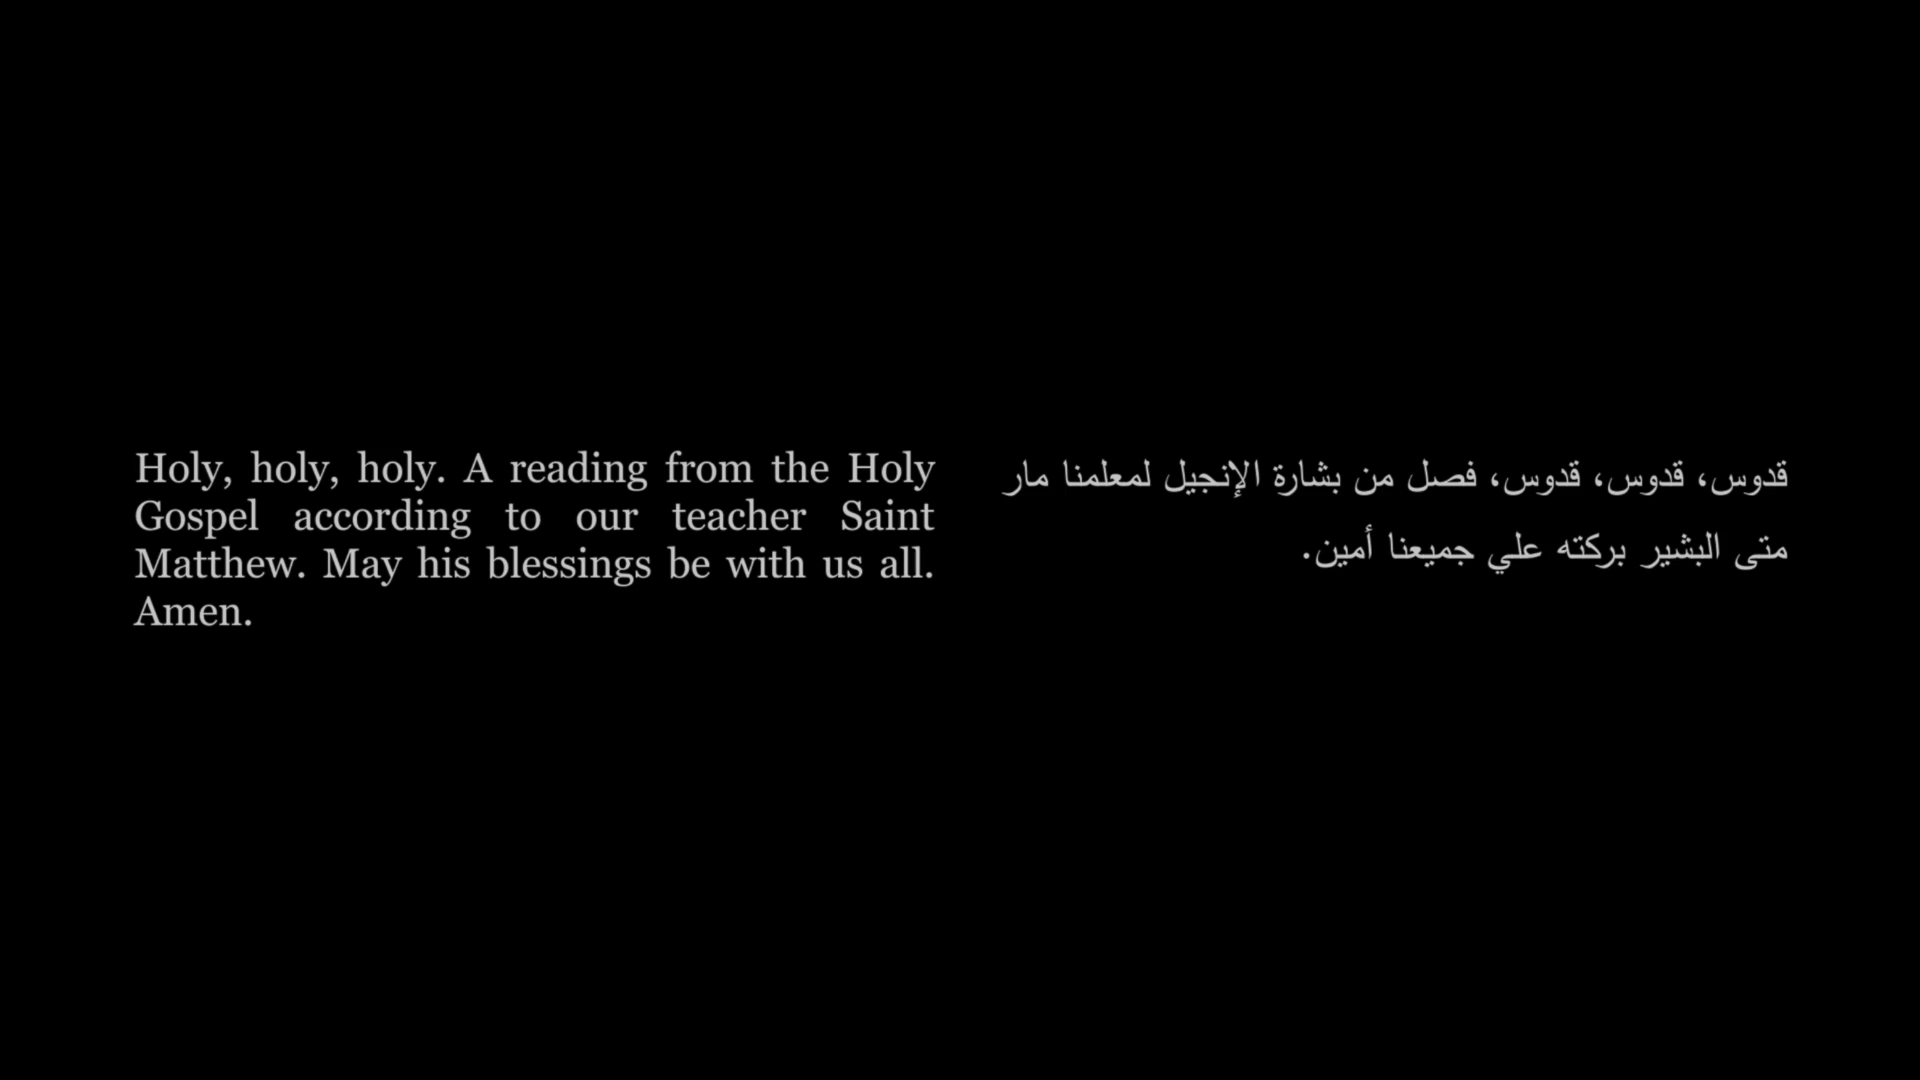 Holy, holy, holy. A reading from the Holy
Gospel according to our teacher Saint
Matthew. May his blessings be with us all.
Amen.
قدوس، قدوس، قدوس، فصل من بشارة الإنجيل لمعلمنا مار
متى البشير بركته علي جميعنا أمين.